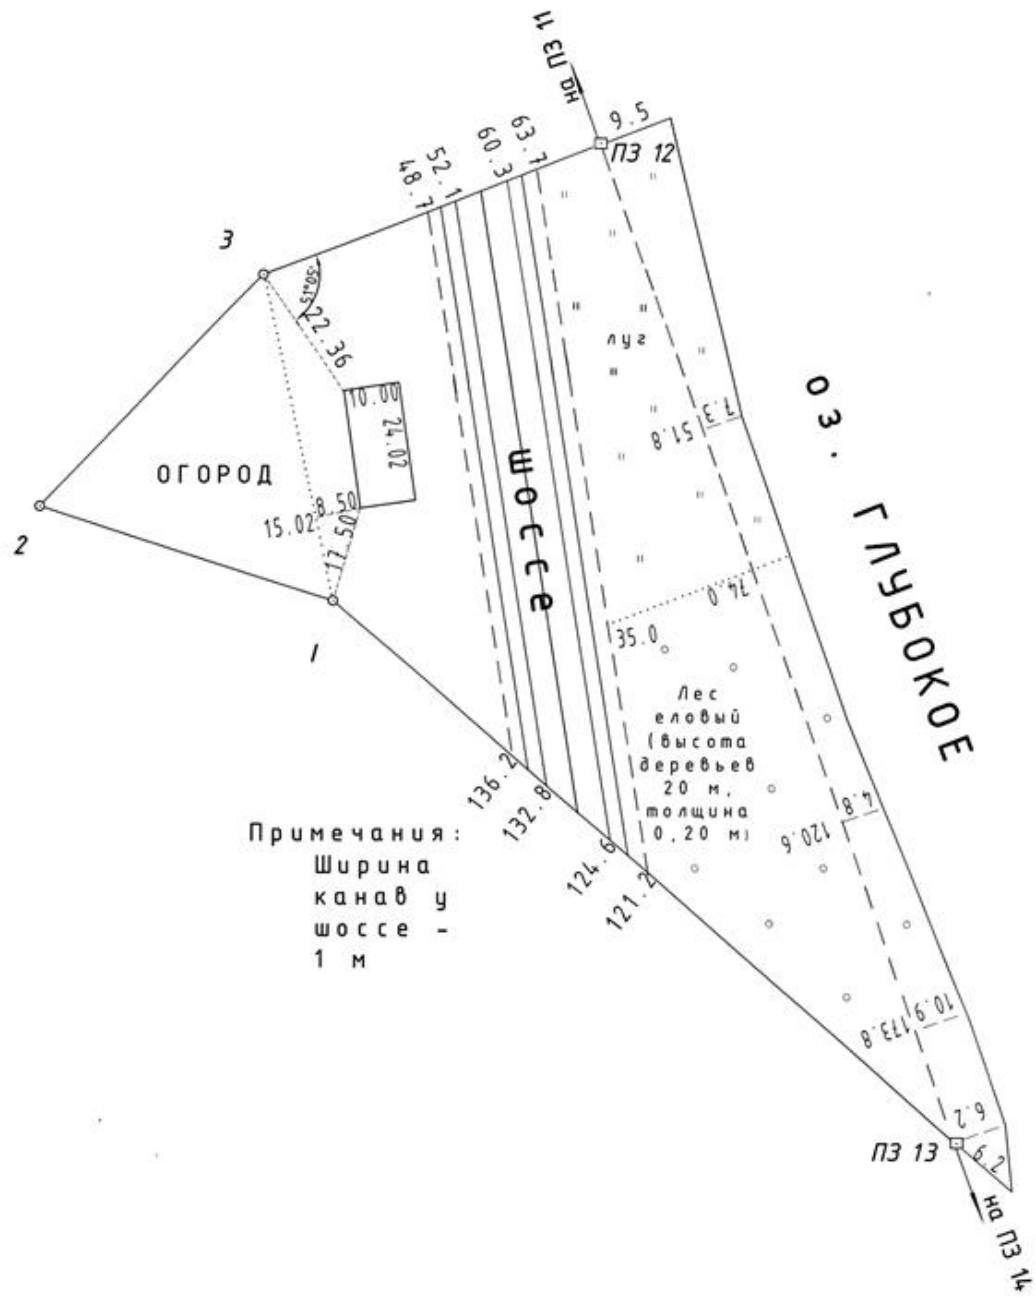 на ПЗ 11
9.5
ПЗ 12
63.7
60.3
52.1
48.7
3
51°05'
22.36
10.00
24.02
луг
7.3
51.8
ОЗ. ГЛУБОКОЕ
ОГОРОД
шоссе
8.50
15.02
17.50
2
1
74.0
35.0
Лес
еловый
(высота
деревьев
20 м,
толщина
0,20 м)
136.2
132.8
124.6
121.2
4.8
120.6
Примечания:
Ширина
канав у
шоссе -
1 м
10.9
173.8
6.2
ПЗ 13
6.2
на ПЗ 14